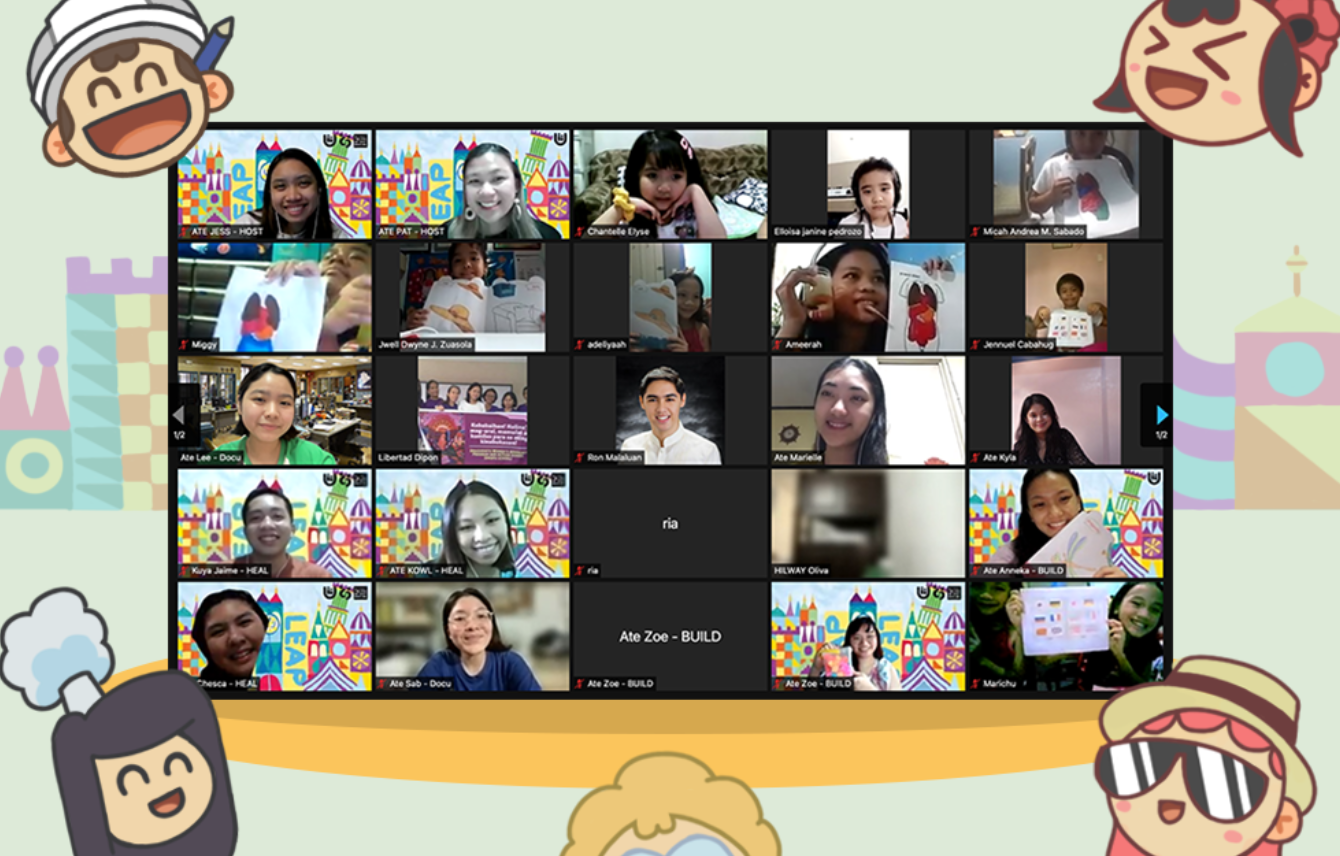 LEAP
LEAP
ATE JESS - HOST
ATE PAT - HOST
Chantelle Elyse
Elloisa janine pedrozo
Micah Andrea M. Sabado
Miggy
Jwell Dwyne J. Zuasola
adeliyaah
Ameerah
Jennuel Cabahug
1/2
1/2
Ate Lee - Docu
Libertad Dipon
Ron Malaluan
Ate Marielle
Ate Kyla
ria
Kuya Jaime - HEAL
ATE KOWL - HEAL
ria
HILWAY Oliva
Ate Anneka - BUILD
LEAP
Ate Zoe - BUILD
Chesca - HEAL
Ate Sab - Docu
Ate Zoe - BUILD
Ate Zoe - BUILD
Marichu